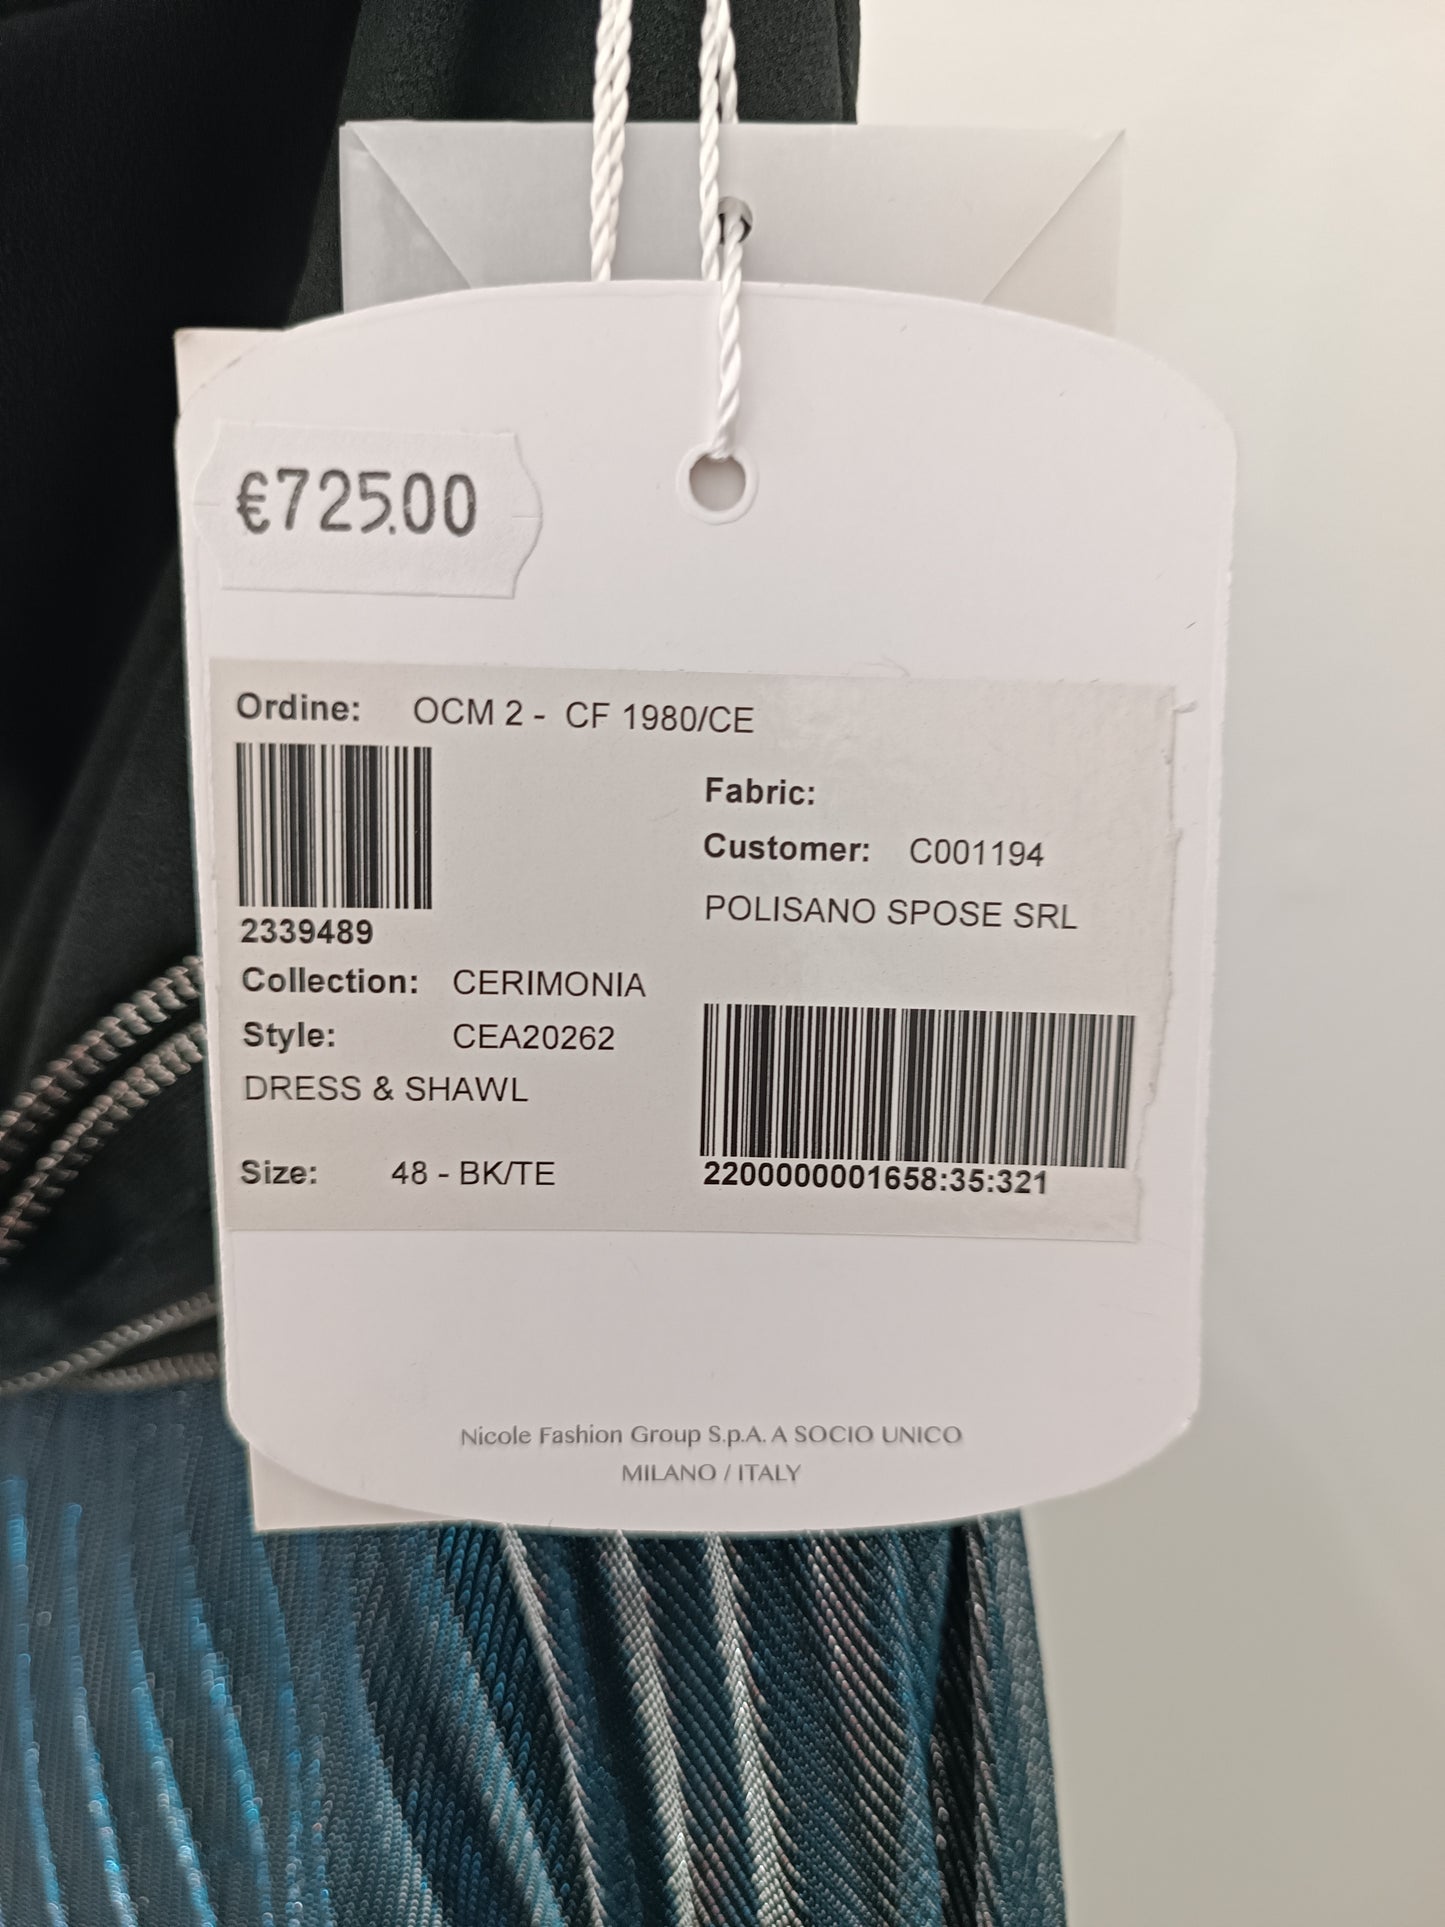 €725.00
Ordine: OCM 2 - CF 1980/CE
2339489
Fabric:
Customer: C001194
POLISANO SPOSE SRL
Collection: CERIMONIA
Style: CEA20262
DRESS & SHAWL
Size: 48 - BK/TE
2200000001658:35:321
Nicole Fashion Group S.p.A. A SOCIO UNICO
MILANO / ITALY